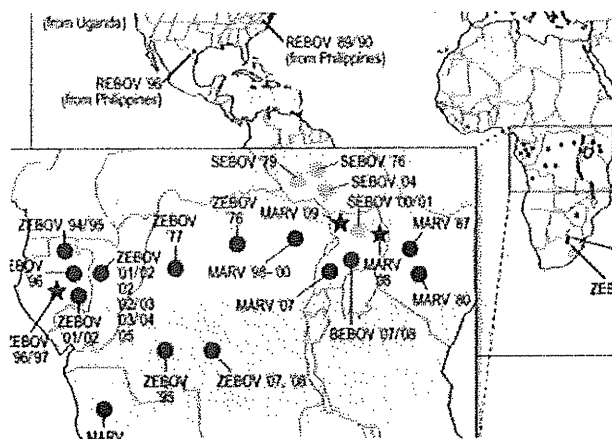 (from Uganda)
REBOV 89/90
(from Philippines)
REBOV '96
(from Philippines)
SEBOV '79
SEBOV '76
SEBOV '04
SEBOV '00/'01
ZEBOV '94/'95
ZEBOV
'77
ZEBOV
'76
MARV '09
MARV '87
MARV '98-'00
MARV
'08
MARV '80
MARV '07
'96
ZEBOV
'01/'02
'02
'02/'03
'03/'04
'05
ZEBOV
'01/'02
ZEBOV
'96/'97
BEBOV '07/'08
ZEBOV
'95
ZEBOV '07, '08
MARV